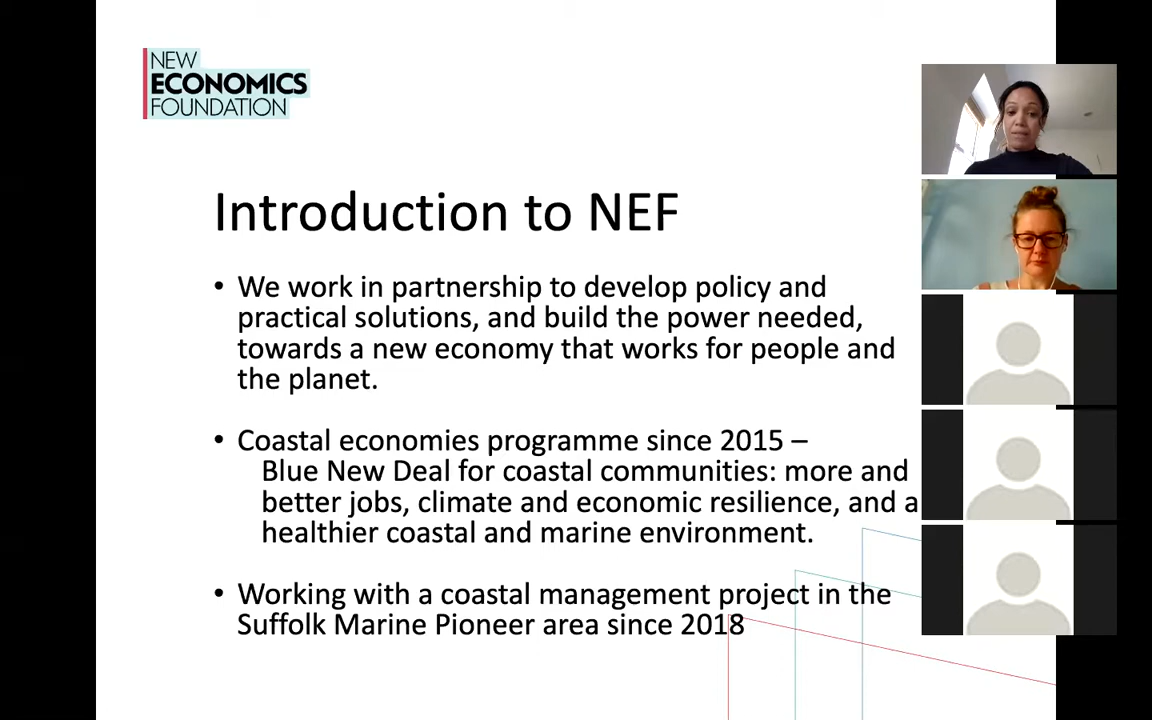 NEW
ECONOMICS
FOUNDATION
Introduction to NEF
• We work in partnership to develop policy and
practical solutions, and build the power needed,
towards a new economy that works for people and
the planet.
• Coastal economies programme since 2015 –
Blue New Deal for coastal communities: more and
better jobs, climate and economic resilience, and a
healthier coastal and marine environment.
• Working with a coastal management project in the
Suffolk Marine Pioneer area since 2018